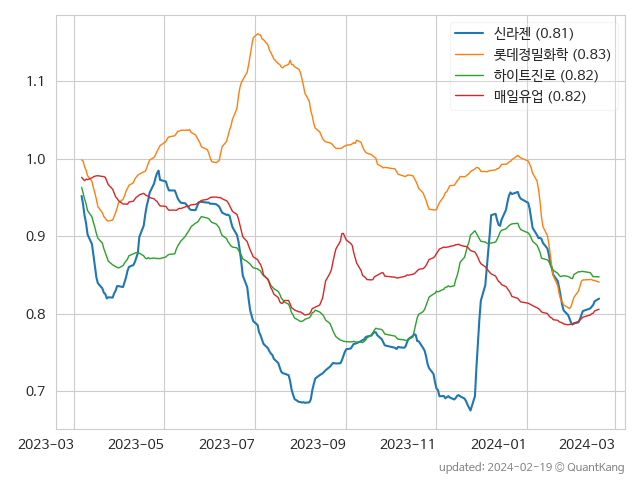 신라젠 (0.81)
롯데정밀화학 (0.83)
하이트진로 (0.82)
매일유업 (0.82)
1.1
1.0
0.9
0.8
0.7
2023-03 2023-05 2023-07 2023-09 2023-11 2024-01 2024-03
updated: 2024-02-19 © QuantKang